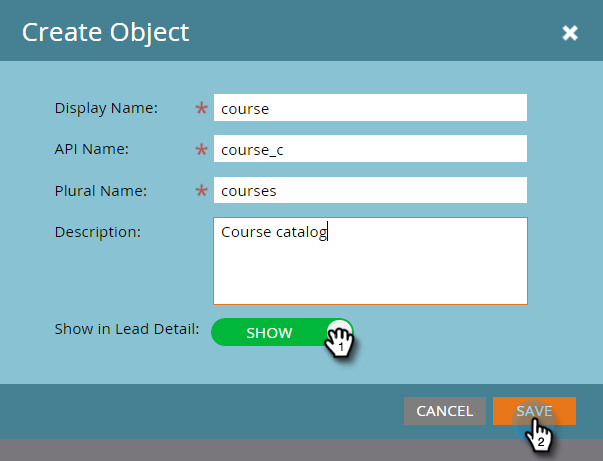 Create Object
Display Name: * course
API Name: * course_c
Plural Name: * courses
Description: Course catalog
Show in Lead Detail: SHOW
1
CANCEL SAVE
2